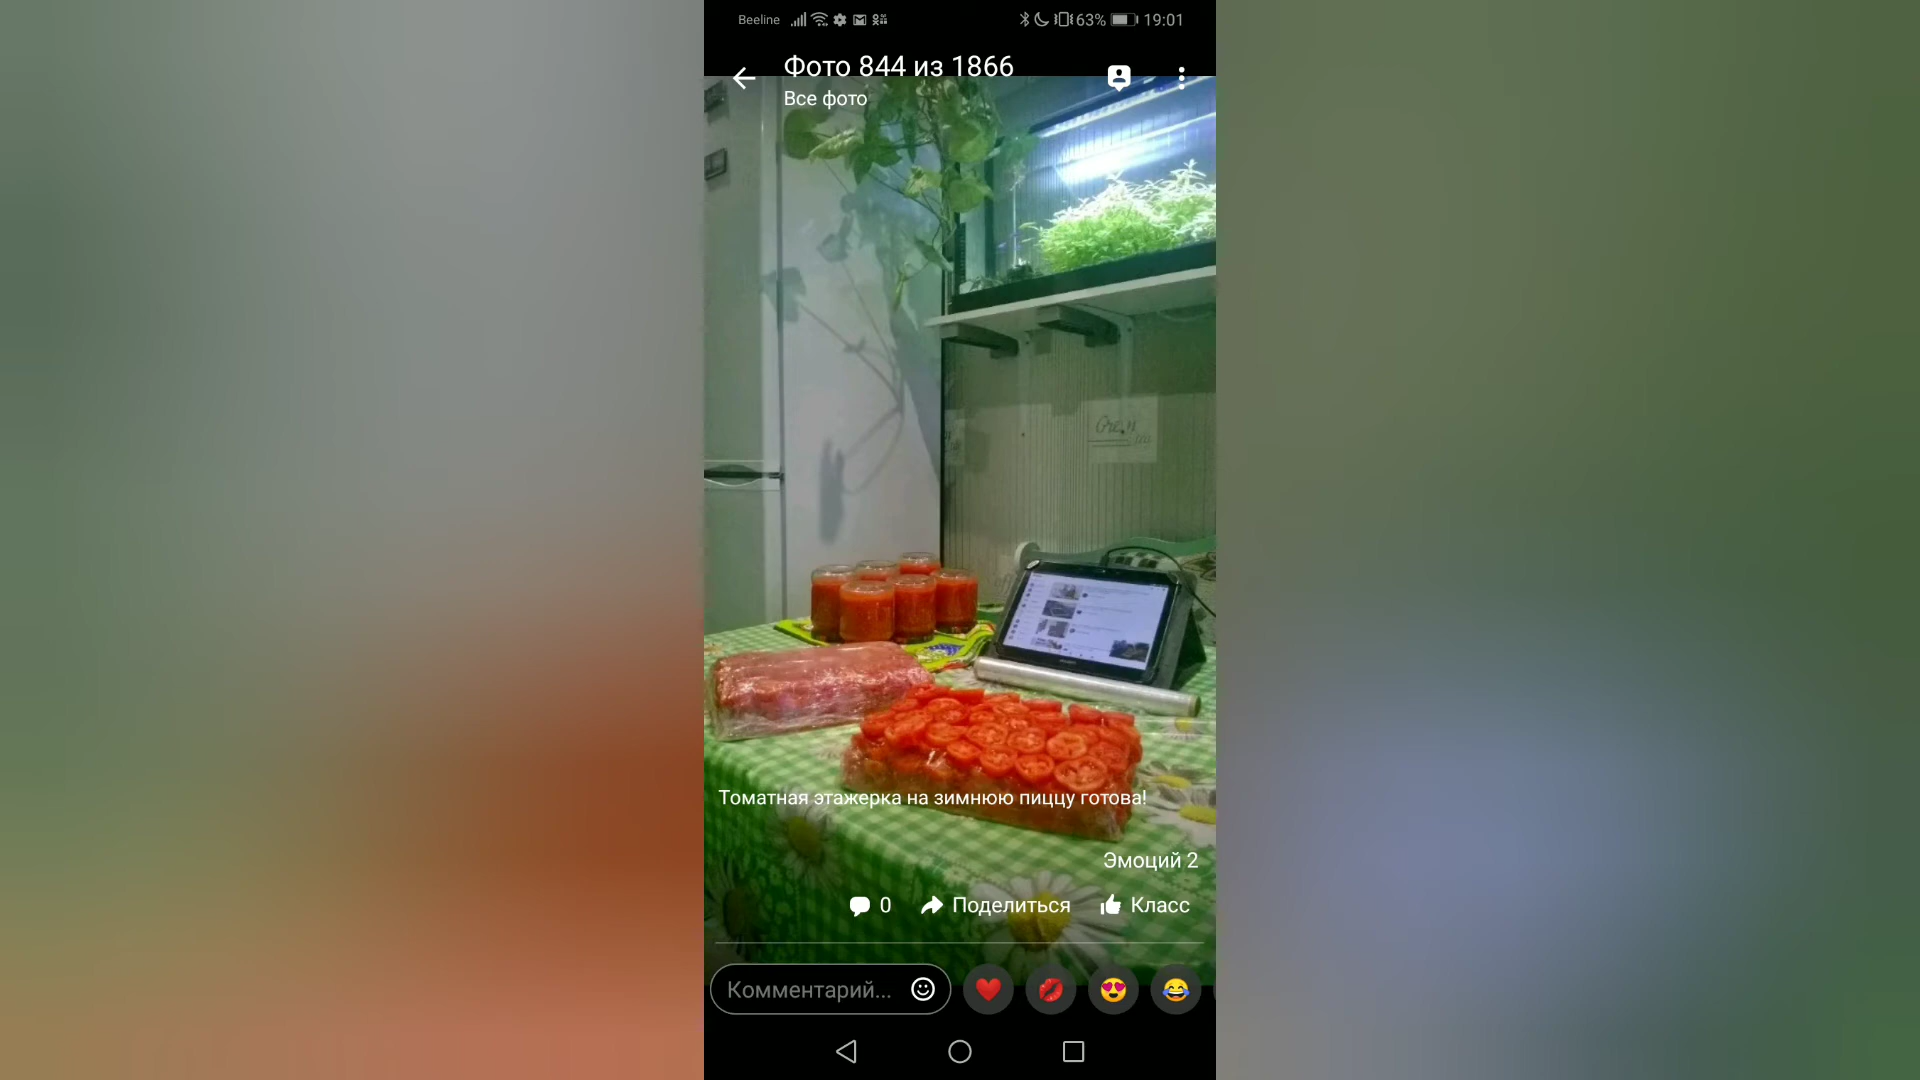 Beeline 63% 19:01
Фото 844 из 1866
Все фото
Томатная этажерка на зимнюю пиццу готова!
Эмоций 2
0 Поделиться Класс
Комментарий...